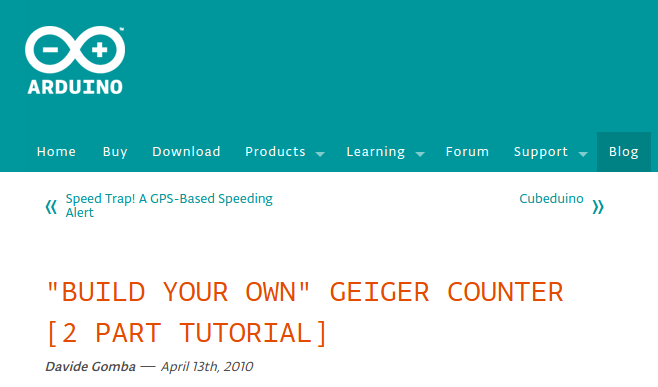 ARDUINO
Home Buy Download Products Learning Forum Support Blog
« Speed Trap! A GPS-Based Speeding
Alert
Cubeduino »
"BUILD YOUR OWN" GEIGER COUNTER
[2 PART TUTORIAL]
Davide Gomba — April 13th, 2010